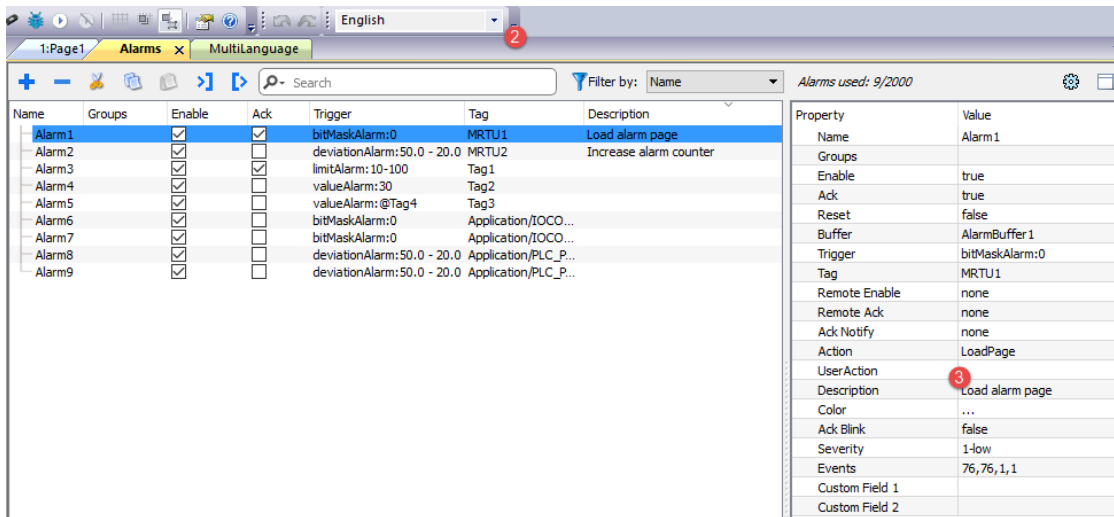 English
2
1:Page1 Alarms x MultiLanguage
Search Filter by: Name Alarms used: 9/2000
Name Groups Enable Ack Trigger Tag Description
Alarm1 bitMaskAlarm:0 MRTU1 Load alarm page
Alarm2 deviationAlarm:50.0 - 20.0 MRTU2 Increase alarm counter
Alarm3 limitAlarm:10-100 Tag1
Alarm4 valueAlarm:30 Tag2
Alarm5 valueAlarm:@Tag4 Tag3
Alarm6 bitMaskAlarm:0 Application/IOCO...
Alarm7 bitMaskAlarm:0 Application/IOCO...
Alarm8 deviationAlarm:50.0 - 20.0 Application/PLC_P...
Alarm9 deviationAlarm:50.0 - 20.0 Application/PLC_P...
Property Value
Name Alarm1
Groups
Enable true
Ack true
Reset false
Buffer AlarmBuffer1
Trigger bitMaskAlarm:0
Tag MRTU1
Remote Enable none
Remote Ack none
Ack Notify none
Action LoadPage
UserAction
3
Description Load alarm page
Color ...
Ack Blink false
Severity 1-low
Events 76,76,1,1
Custom Field 1
Custom Field 2